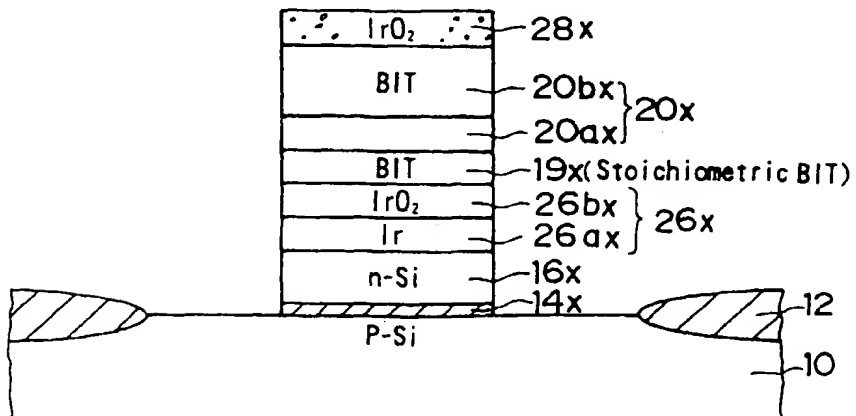 IrO₂ 28x
BIT 20bx
20x
20ax
BIT 19x(Stoichiometric BIT)
IrO₂ 26bx
26x
Ir 26ax
n-Si 16x
14x
12
P-Si
10